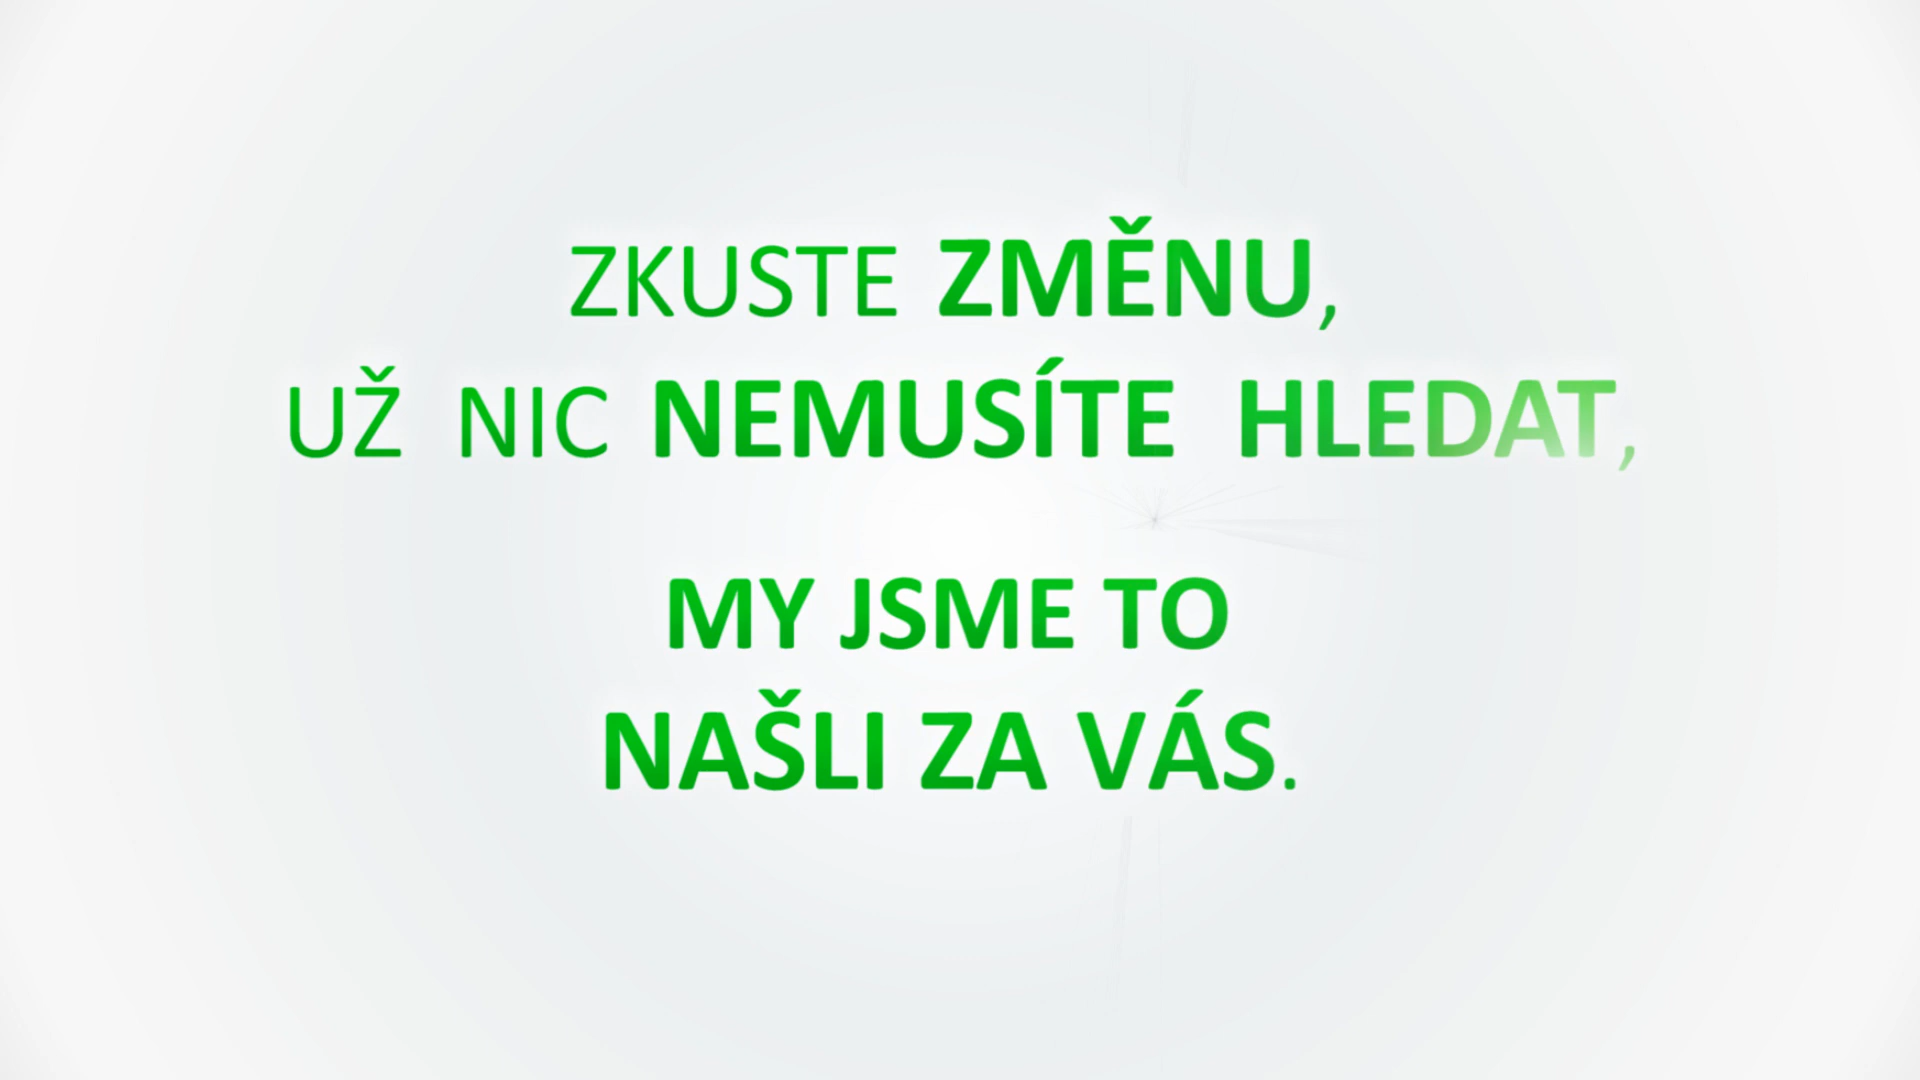 ZKUSTE ZMĚNU,
UŽ NIC NEMUSÍTE HLEDAT,
MY JSME TO
NAŠLI ZA VÁS.